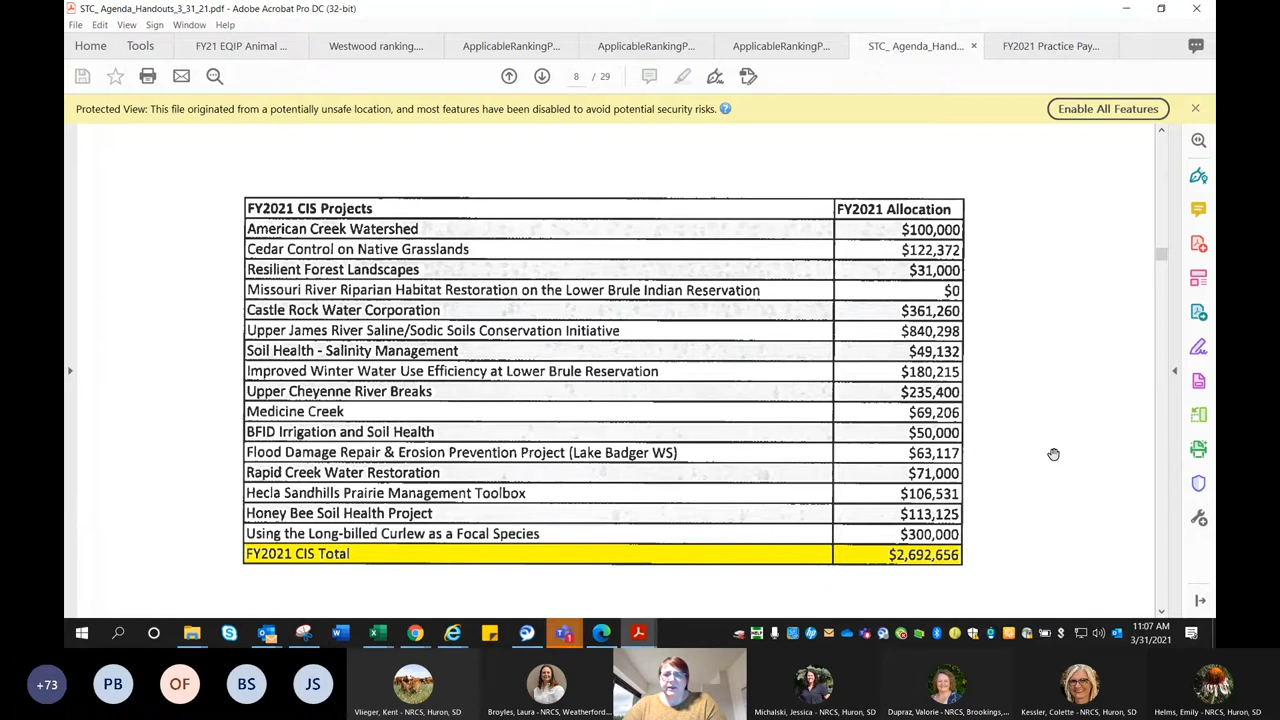 STC_ Agenda_Handouts_3_31_21.pdf - Adobe Acrobat Pro DC (32-bit)
File Edit View Sign Window Help
Home Tools FY21 EQIP Animal ... Westwood ranking.... ApplicableRankingP... ApplicableRankingP... ApplicableRankingP... STC_ Agenda_Hand... × FY2021 Practice Pay...
8 / 29
Protected View: This file originated from a potentially unsafe location, and most features have been disabled to avoid potential security risks. ? Enable All Features
FY2021 CIS Projects FY2021 Allocation
American Creek Watershed $100,000
Cedar Control on Native Grasslands $122,372
Resilient Forest Landscapes $31,000
Missouri River Riparian Habitat Restoration on the Lower Brule Indian Reservation $0
Castle Rock Water Corporation $361,260
Upper James River Saline/Sodic Soils Conservation Initiative $840,298
Soil Health - Salinity Management $49,132
Improved Winter Water Use Efficiency at Lower Brule Reservation $180,215
Upper Cheyenne River Breaks $235,400
Medicine Creek $69,206
BFID Irrigation and Soil Health $50,000
Flood Damage Repair & Erosion Prevention Project (Lake Badger WS) $63,117
Rapid Creek Water Restoration $71,000
Hecla Sandhills Prairie Management Toolbox $106,531
Honey Bee Soil Health Project $113,125
Using the Long-billed Curlew as a Focal Species $300,000
FY2021 CIS Total $2,692,656
11:07 AM
3/31/2021
+73 PB OF BS JS
Vlieger, Kent - NRCS, Huron, SD Broyles, Laura - NRCS, Weatherford... Michalski, Jessica - NRCS, Huron, SD Dupraz, Valorie - NRCS, Brookings,... Kessler, Colette - NRCS, Huron, SD Helms, Emily - NRCS, Huron, SD